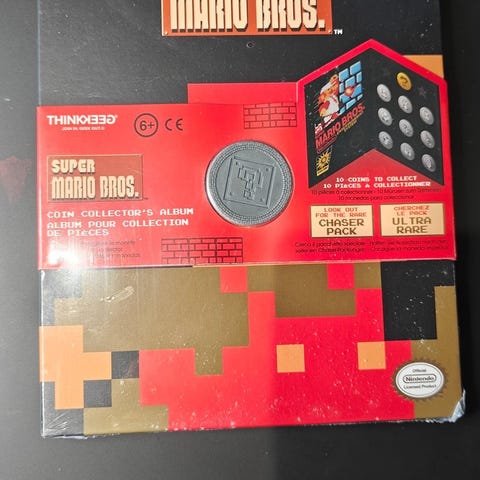 MARIO BROS.™
THINKGEEK
6+ CE
SUPER
MARIO BROS.
COIN COLLECTOR'S ALBUM
ALBUM POUR COLLECTION
DE PIÈCES
MARIO BROS.
10 COINS TO COLLECT
10 PIÈCES A COLLECTIONNER
LOOK OUT
FOR THE RARE
CHASER
PACK
CHERCHEZ
LE PACK
ULTRA
RARE
Official
Nintendo
Licensed Product